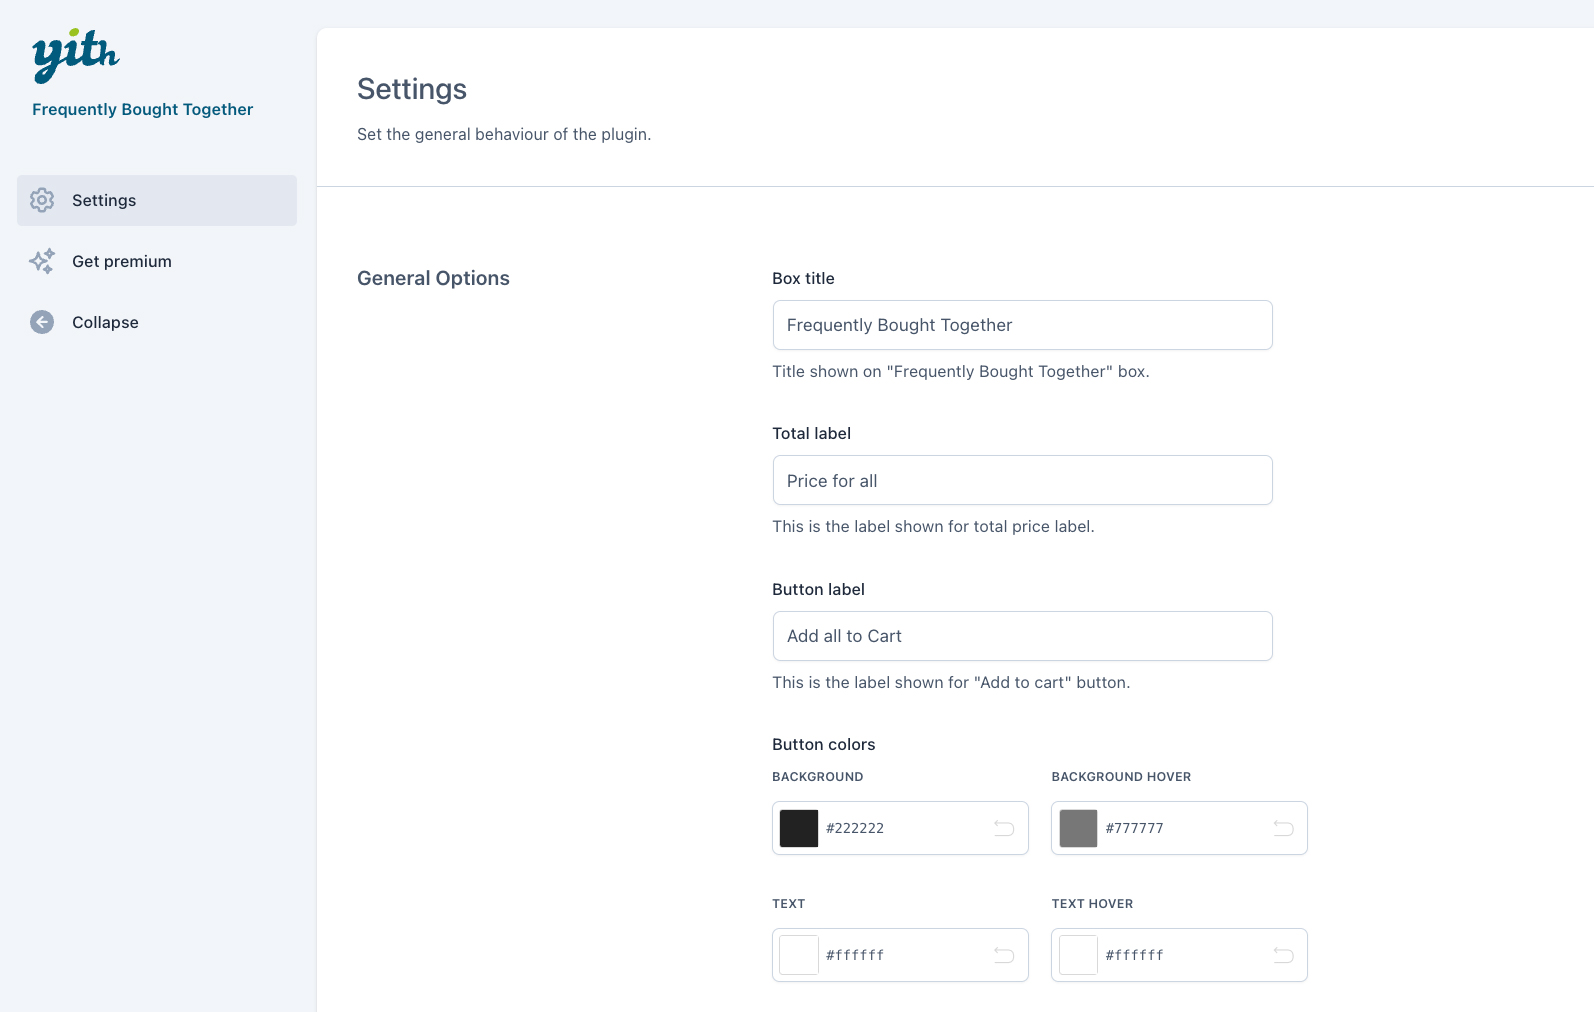 yith
Frequently Bought Together
Settings
Get premium
Collapse
Settings
Set the general behaviour of the plugin.
General Options
Box title
Frequently Bought Together
Title shown on "Frequently Bought Together" box.
Total label
Price for all
This is the label shown for total price label.
Button label
Add all to Cart
This is the label shown for "Add to cart" button.
Button colors
BACKGROUND
#222222
BACKGROUND HOVER
#777777
TEXT
#ffffff
TEXT HOVER
#ffffff